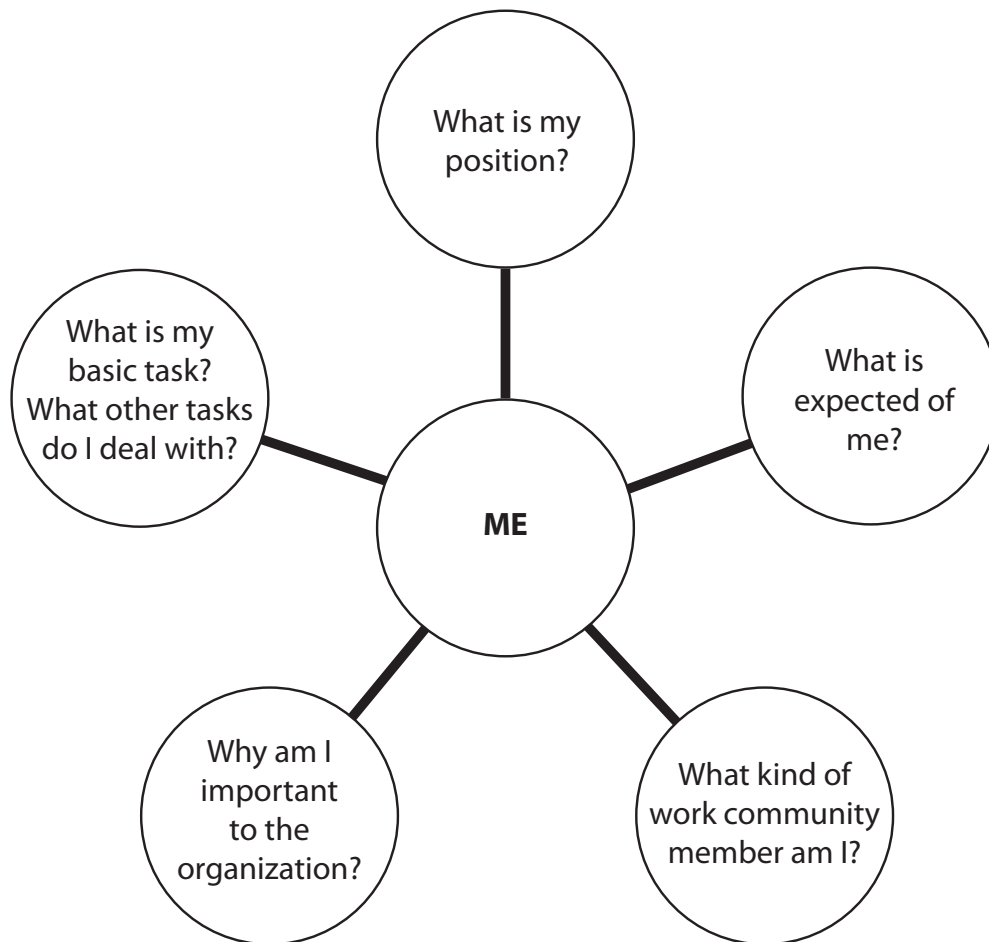 What is my
position?
What is my
basic task?
What other tasks
do I deal with?
What is
expected of
me?
ME
Why am I
important
to the
organization?
What kind of
work community
member am I?